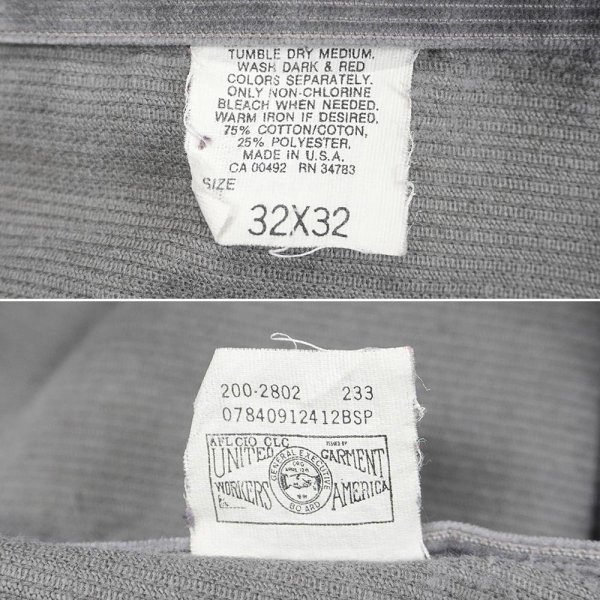 TUMBLE DRY MEDIUM.
WASH DARK & RED
COLORS SEPARATELY.
ONLY NON-CHLORINE
BLEACH WHEN NEEDED.
WARM IRON IF DESIRED.
75% COTTON/COTON,
25% POLYESTER.
MADE IN U.S.A.
CA 00492 RN 34783
SIZE
32X32
200-2802 233
07840912412BSP
AFL CIO CLC ISSUED BY
UNITED GARMENT
WORKERS AMERICA
GENERAL EXECUTIVE
BOARD